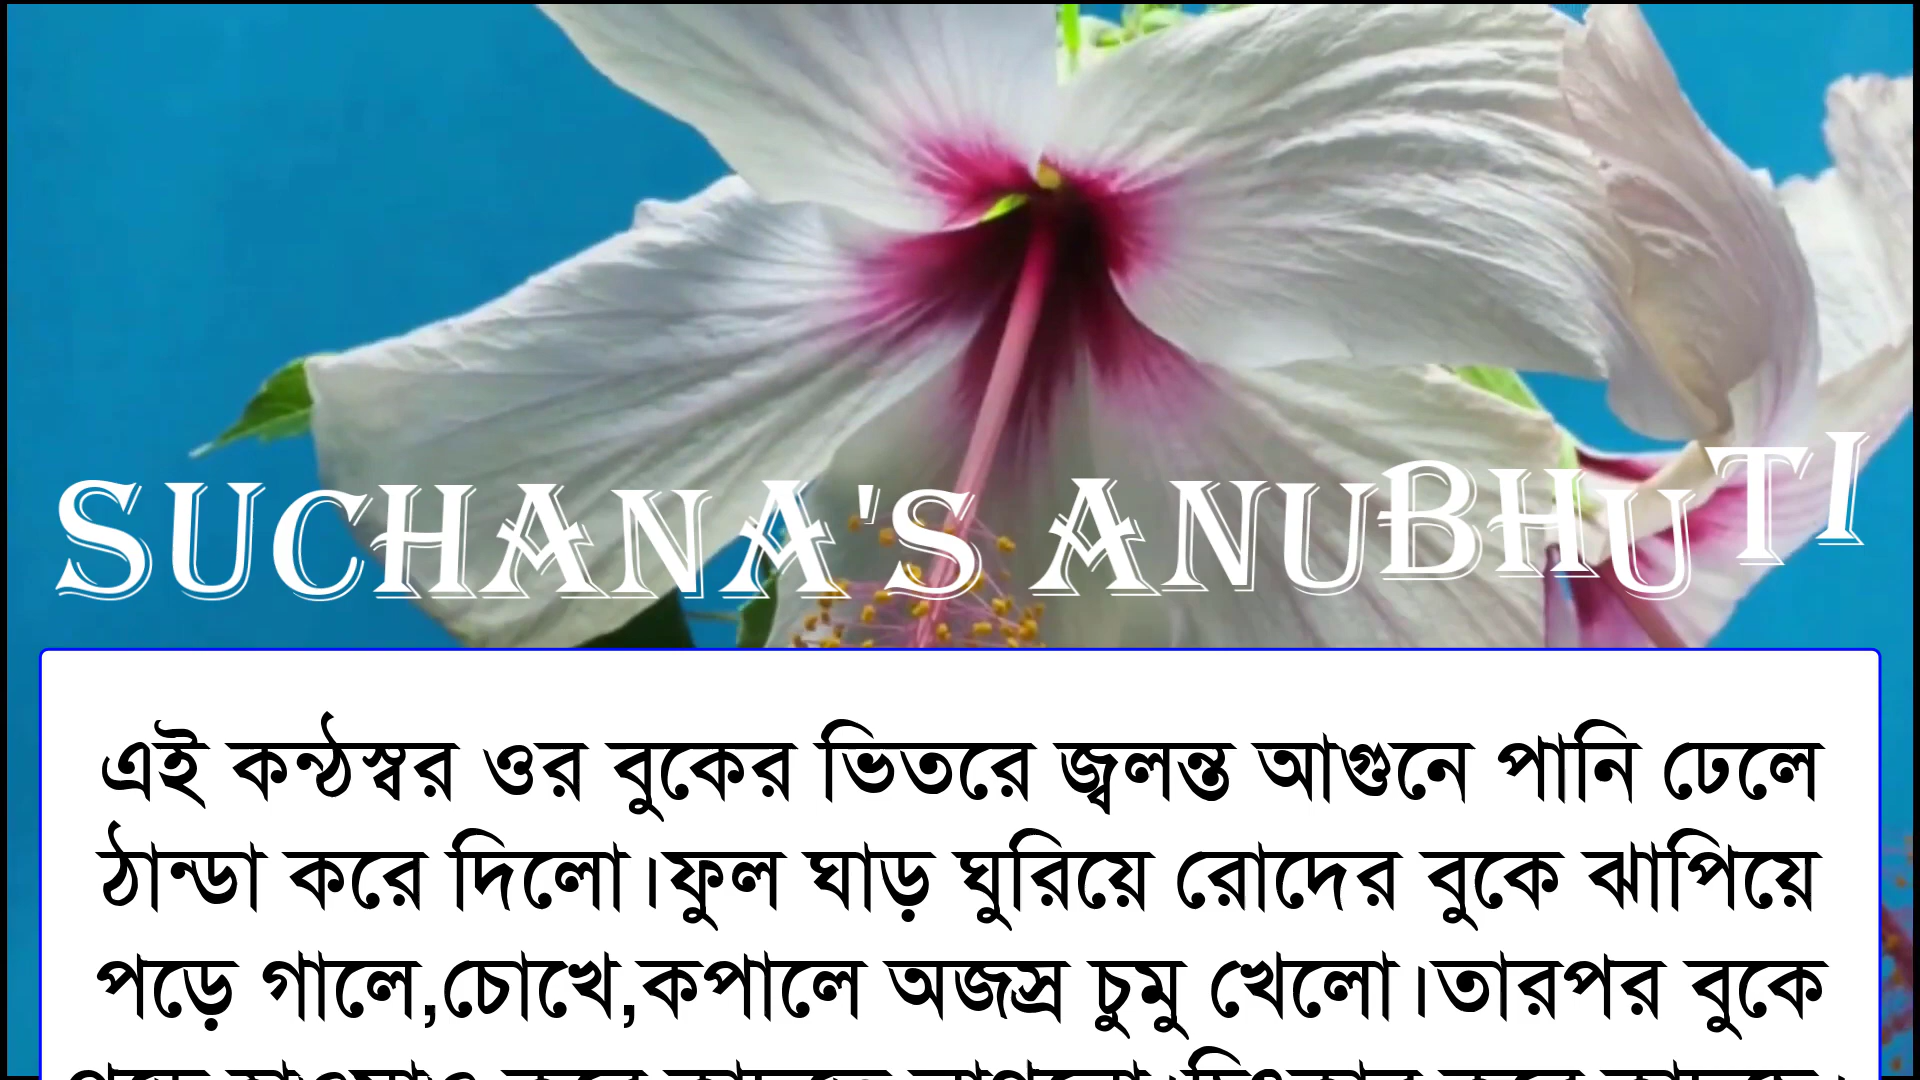 SUCHANA'S ANUBHUTI
এই কন্ঠস্বর ওর বুকের ভিতরে জ্বলন্ত আগুনে পানি ঢেলে
ঠান্ডা করে দিলো।ফুল ঘাড় ঘুরিয়ে রোদের বুকে ঝাপিয়ে
পড়ে গালে,চোখে,কপালে অজস্র চুমু খেলো।তারপর বুকে